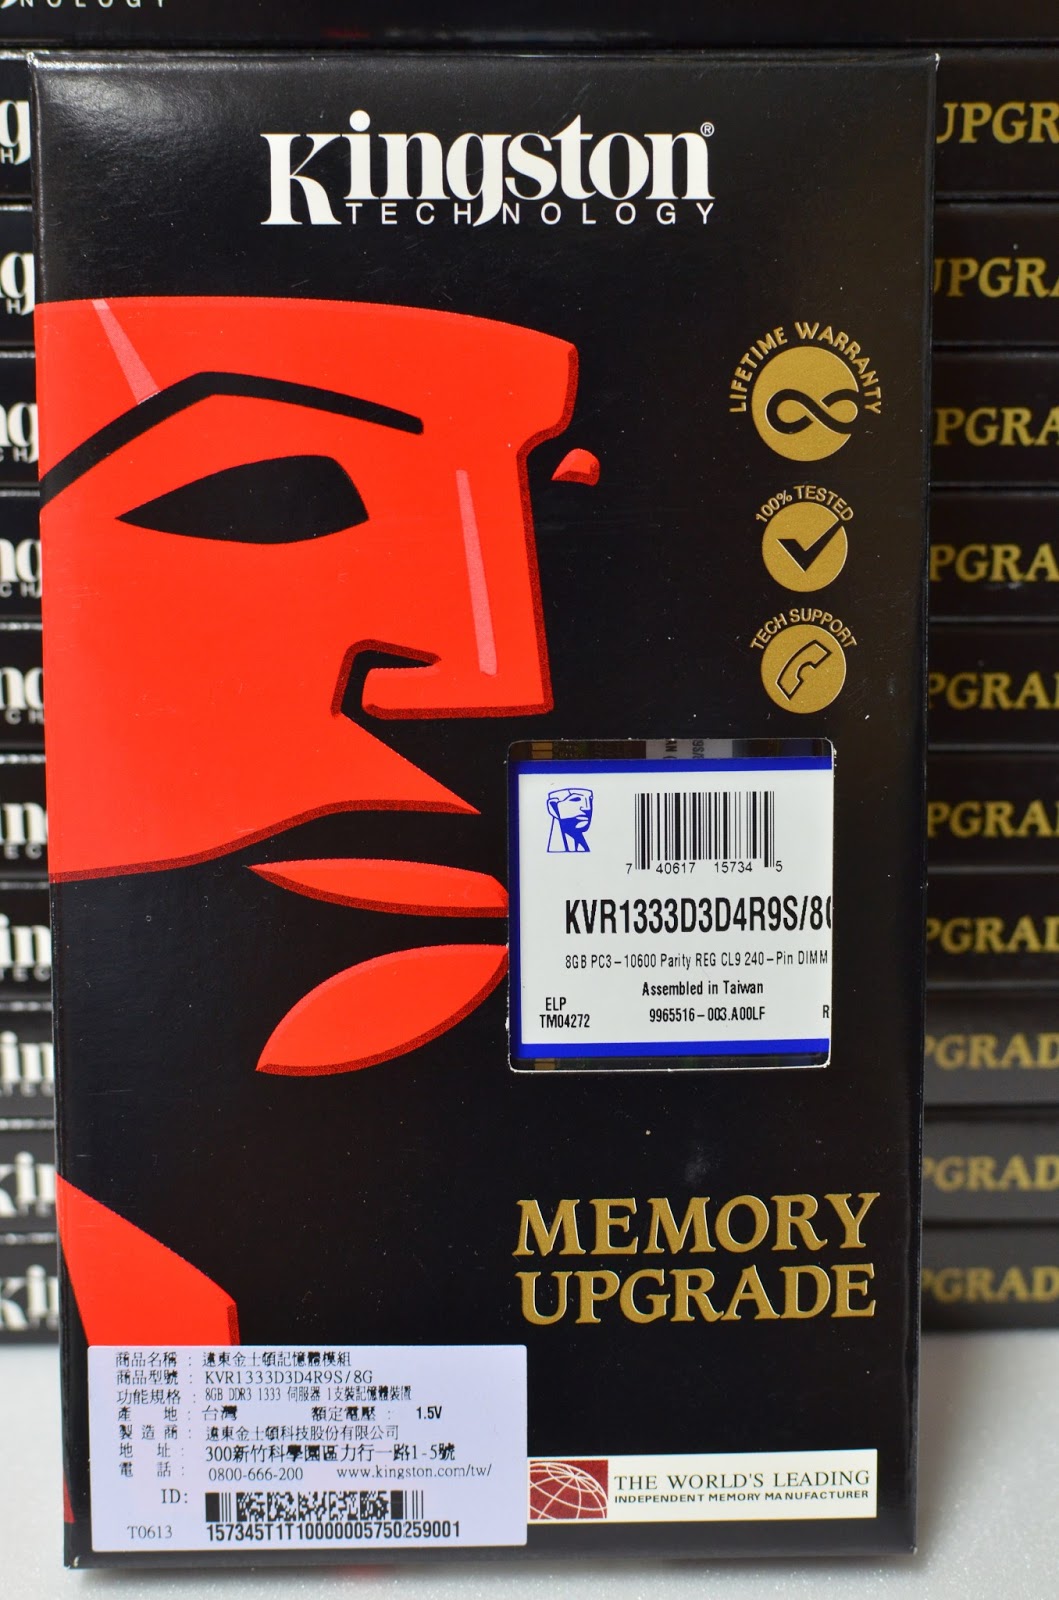 Kingston®
TECHNOLOGY
LIFETIME WARRANTY
100% TESTED
TECH SUPPORT
7 40617 15734 5
KVR1333D3D4R9S/8G
8GB PC3-10600 Parity REG CL9 240-Pin DIMM
Assembled in Taiwan
ELP
TM04272 9965516-003.A00LF R
MEMORY
UPGRADE
商品名稱 : 遠東金士頓記憶體模組
商品型號 : KVR1333D3D4R9S/8G
功能規格 : 8GB DDR3 1333 伺服器 1支裝記憶體裝置
產 地 : 台灣 額定電壓 : 1.5V
製 造 商 : 遠東金士頓科技股份有限公司
地 址 : 300新竹科學園區力行一路1-5號
電 話 : 0800-666-200 www.kingston.com/tw/
ID:
T0613 157345T1T10000005750259001
THE WORLD'S LEADING
INDEPENDENT MEMORY MANUFACTURER